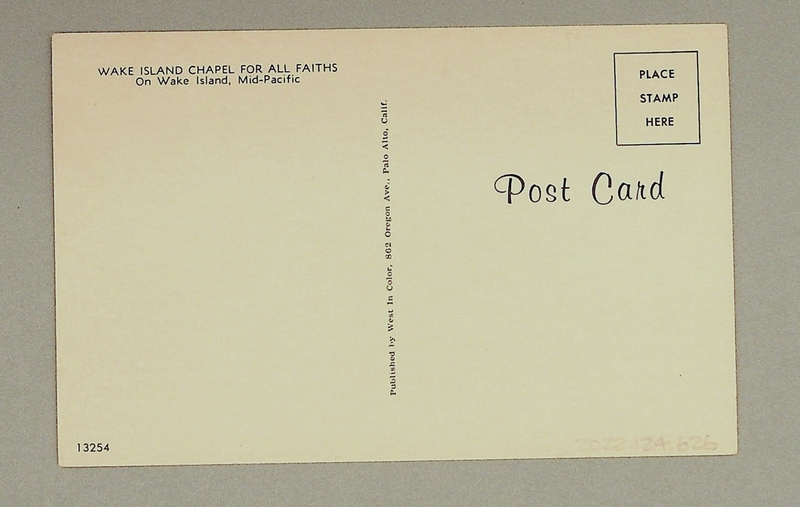 WAKE ISLAND CHAPEL FOR ALL FAITHS
On Wake Island, Mid-Pacific
PLACE
STAMP
HERE
Post Card
Published by West In Color, 862 Oregon Ave., Palo Alto, Calif.
13254
2022.124.626